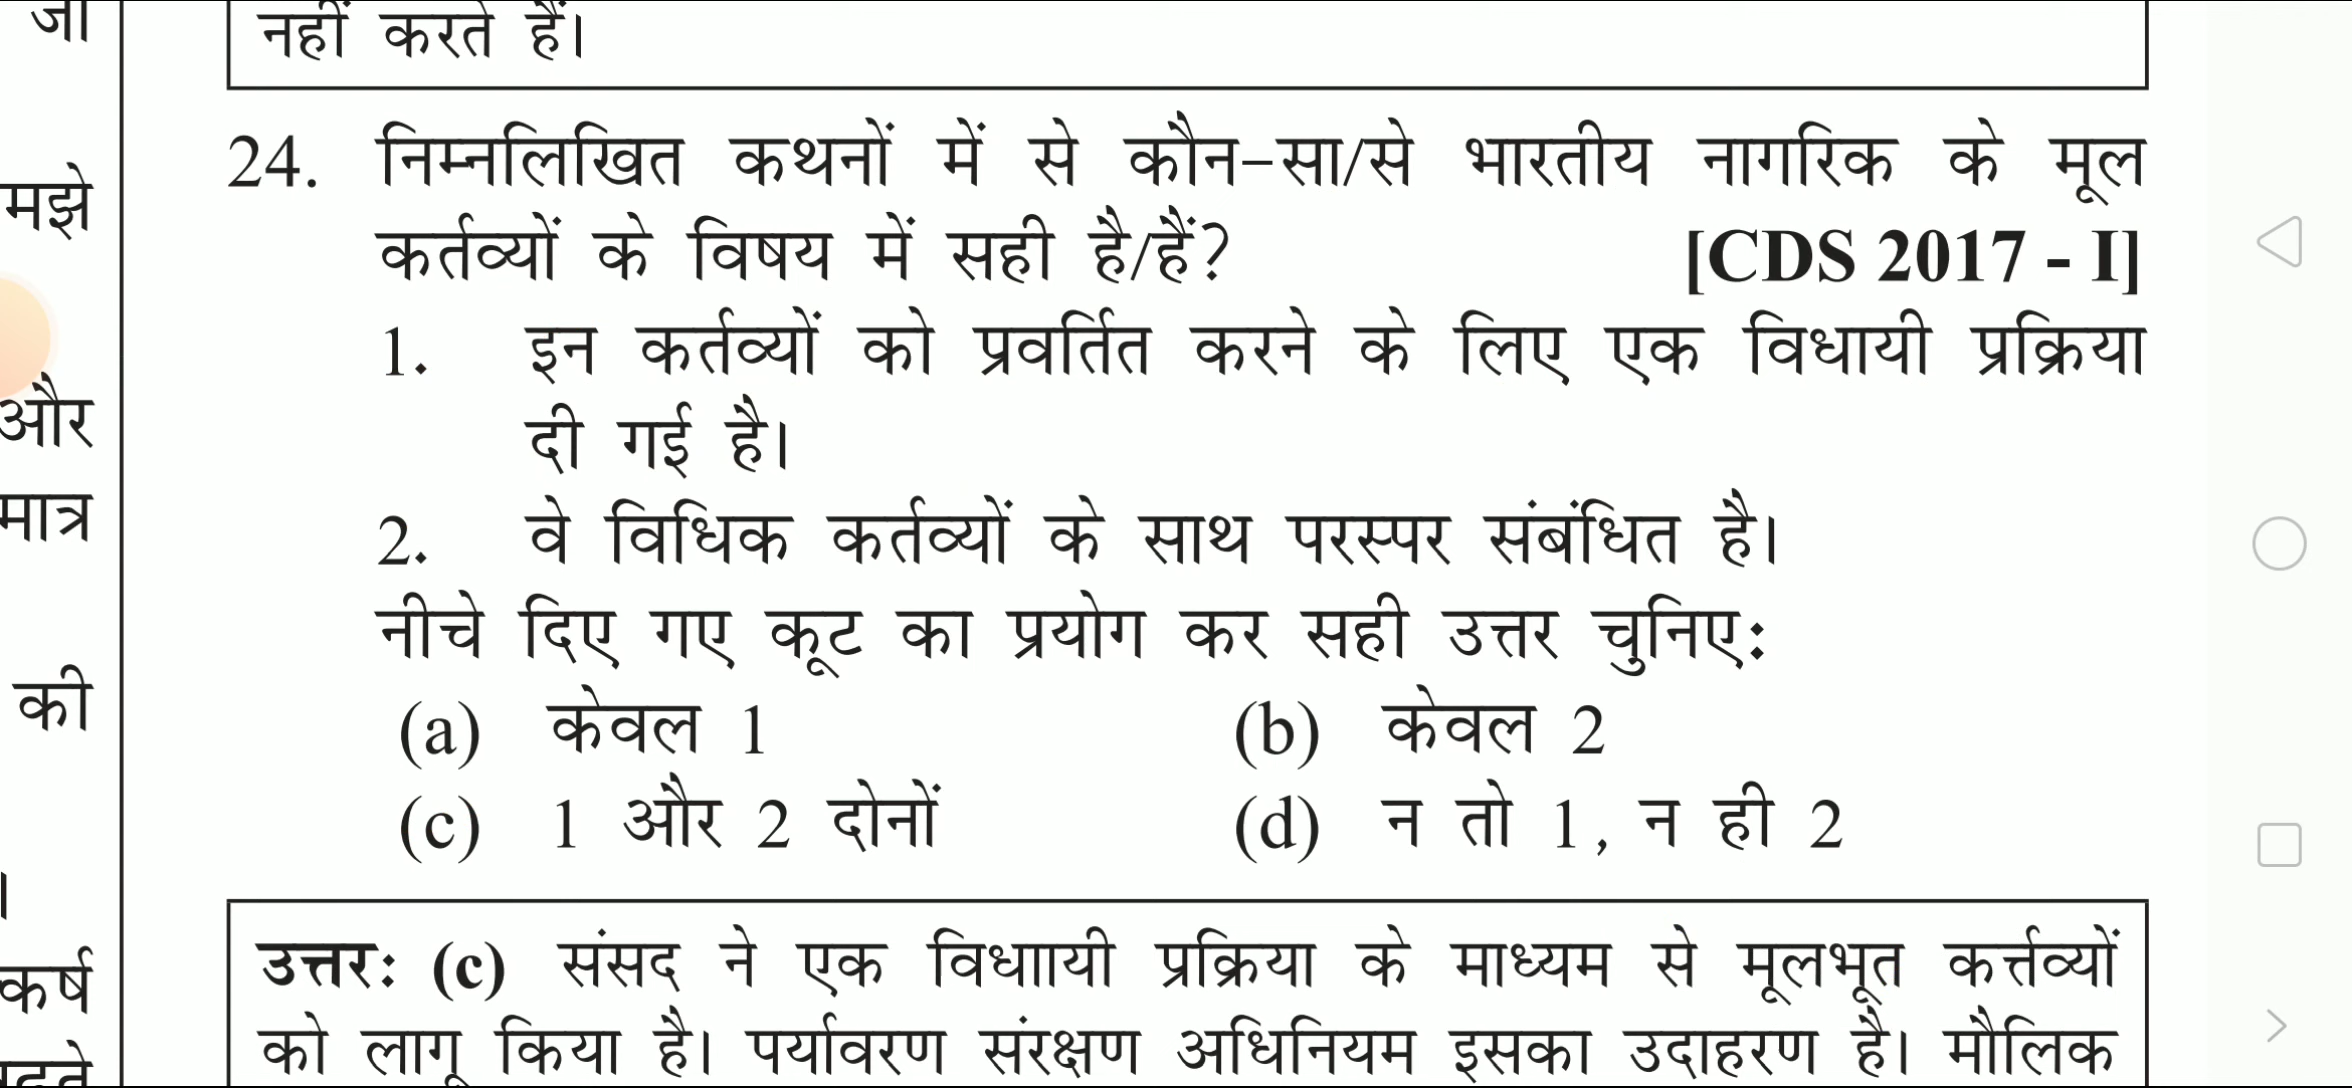 जा
नहीं करते हैं।
24. निम्नलिखित कथनों में से कौन-सा/से भारतीय नागरिक के मूल
कर्तव्यों के विषय में सही है/हैं? [CDS 2017 - I]
1. इन कर्तव्यों को प्रवर्तित करने के लिए एक विधायी प्रक्रिया
दी गई है।
2. वे विधिक कर्तव्यों के साथ परस्पर संबंधित है।
नीचे दिए गए कूट का प्रयोग कर सही उत्तर चुनिएः
(a) केवल 1 (b) केवल 2
(c) 1 और 2 दोनों (d) न तो 1, न ही 2
उत्तरः (c) संसद ने एक विधाायी प्रक्रिया के माध्यम से मूलभूत कर्त्तव्यों
को लागू किया है। पर्यावरण संरक्षण अधिनियम इसका उदाहरण है। मौलिक
मझे
और
मात्र
की
।
कर्ष